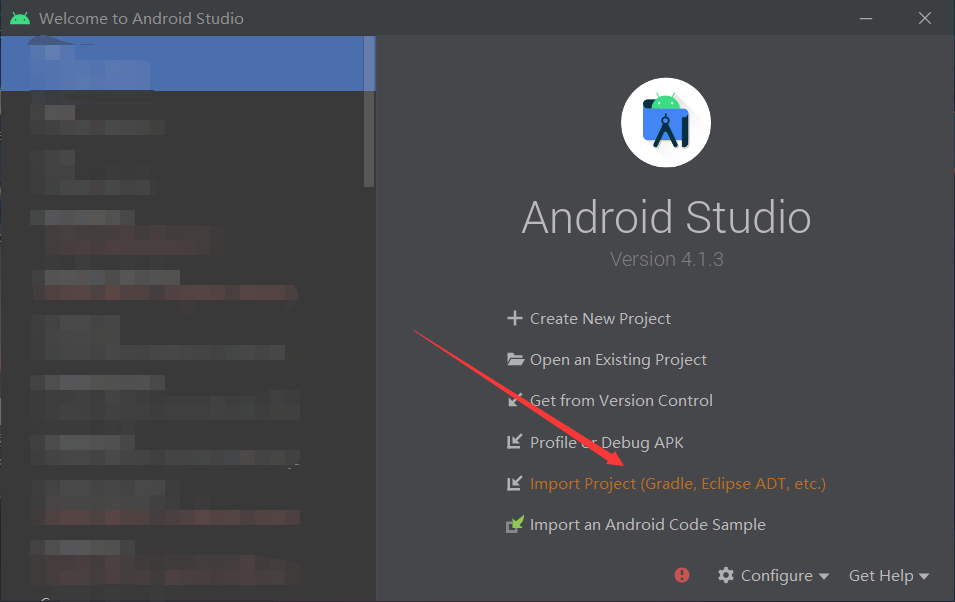 Welcome to Android Studio
Android Studio
Version 4.1.3
Create New Project
Open an Existing Project
Get from Version Control
Profile or Debug APK
Import Project (Gradle, Eclipse ADT, etc.)
Import an Android Code Sample
Configure
Get Help